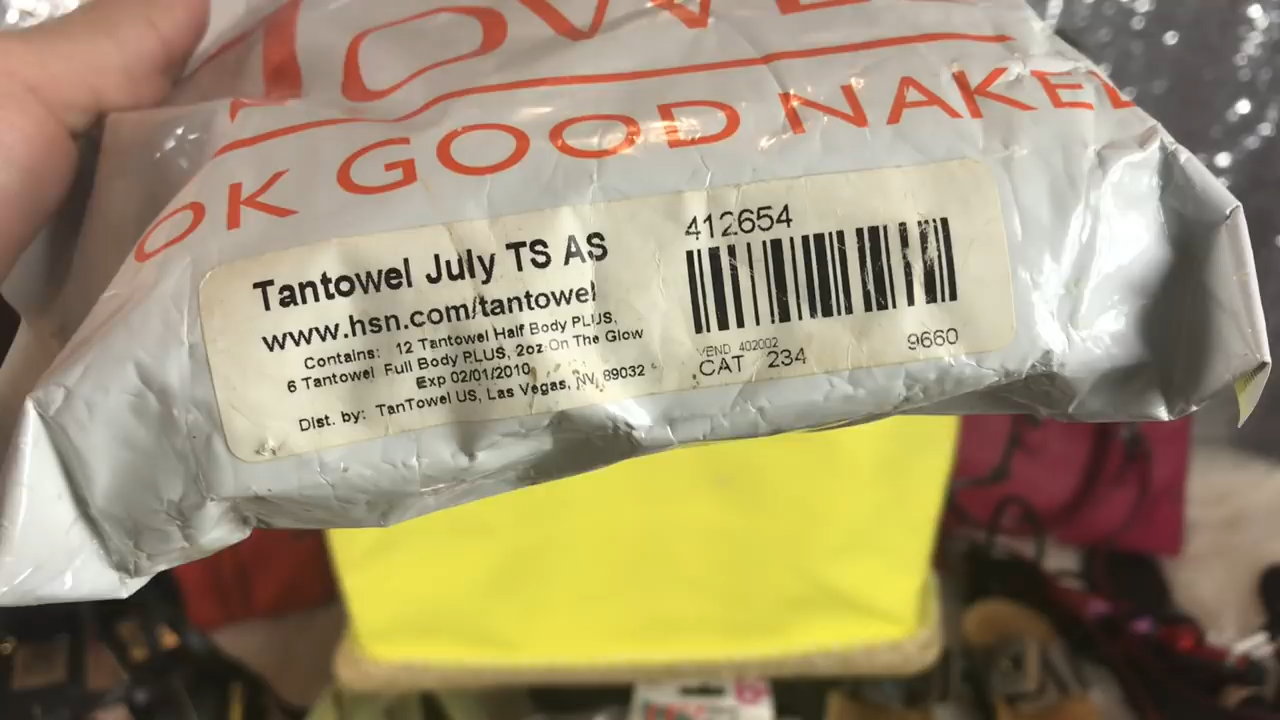 TOWEL
OK GOOD NAKED
Tantowel July TS AS
www.hsn.com/tantowel
Contains: 12 Tantowel Half Body PLUS,
6 Tantowel Full Body PLUS, 2oz On The Glow
Exp 02/01/2010
Dist. by: TanTowel US, Las Vegas, NV 89032
412654
VEND 402002
CAT 234
9660